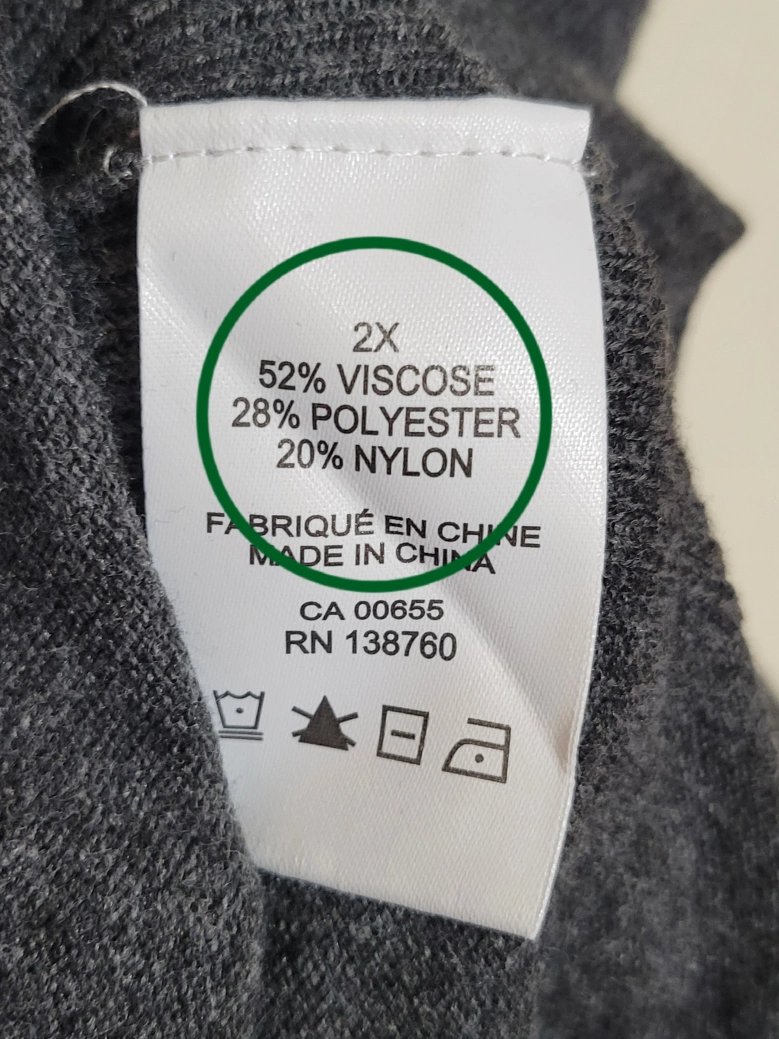 2X
52% VISCOSE
28% POLYESTER
20% NYLON
FABRIQUÉ EN CHINE
MADE IN CHINA
CA 00655
RN 138760